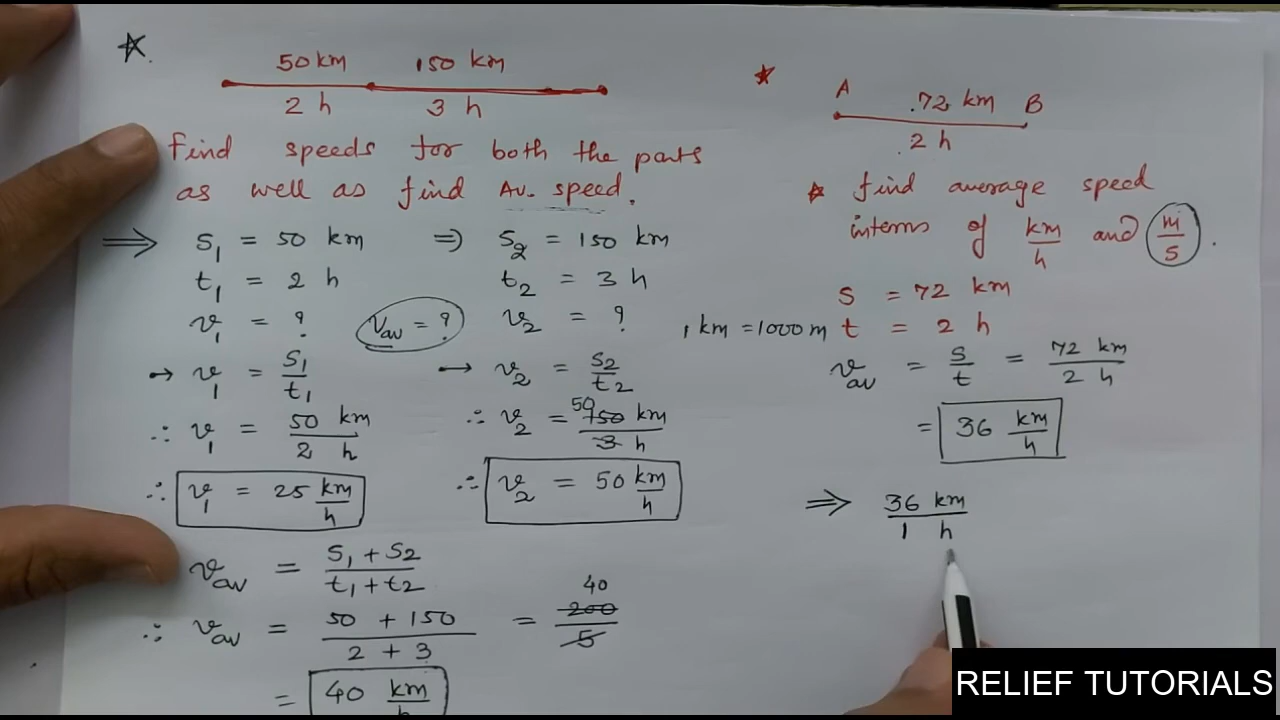 50 km 150 km
2 h 3 h
Find speeds for both the parts
as well as find Av. speed.
⇒ S₁ = 50 km ⇒ S₂ = 150 km
t₁ = 2 h t₂ = 3 h
v₁ = ? Vav = ? v₂ = ?
→ v₁ = S₁/t₁ → v₂ = S₂/t₂
∴ v₁ = 50 km / 2 h ∴ v₂ = 50 150 km / 3 h
∴ v₁ = 25 km/h ∴ v₂ = 50 km/h
vav = S₁ + S₂ / t₁ + t₂
∴ vav = 50 + 150 / 2 + 3 = 40 200 / 5
= 40 km/h
A 72 km B
2 h
find average speed
interms of km/h and m/s.
S = 72 km
1 km = 1000 m t = 2 h
vav = S/t = 72 km / 2 h
= 36 km/h
⇒ 36 km / 1 h
RELIEF TUTORIALS